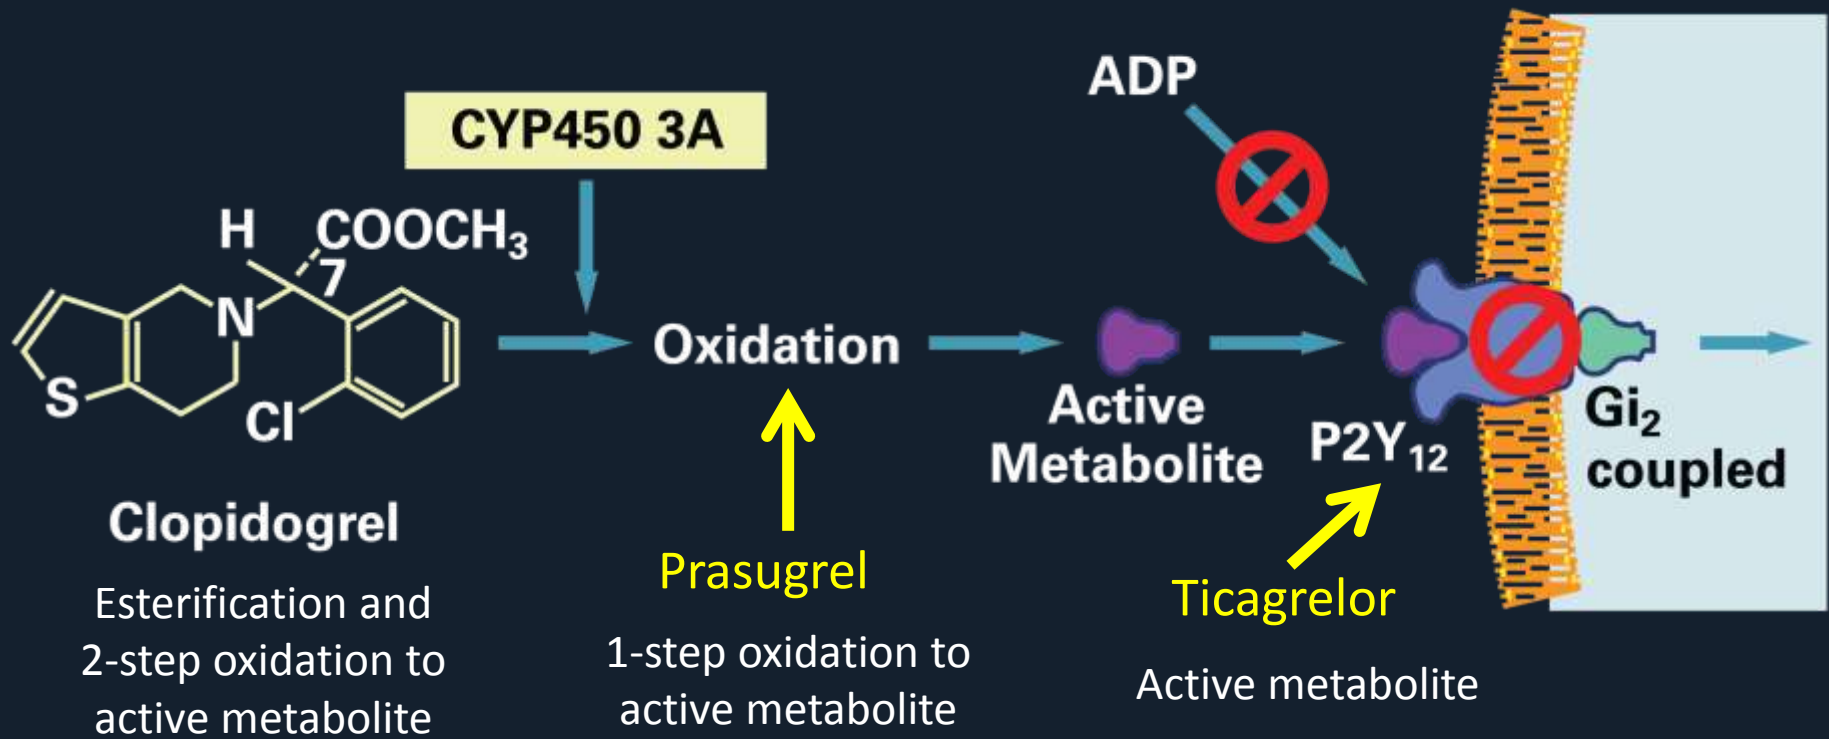 CYP450 3A
ADP
H
COOCH₃
7
N
S
Cl
Oxidation
Active
Metabolite
P2Y₁₂
Gi₂
coupled
Clopidogrel
Esterification and
2-step oxidation to
active metabolite
Prasugrel
1-step oxidation to
active metabolite
Ticagrelor
Active metabolite